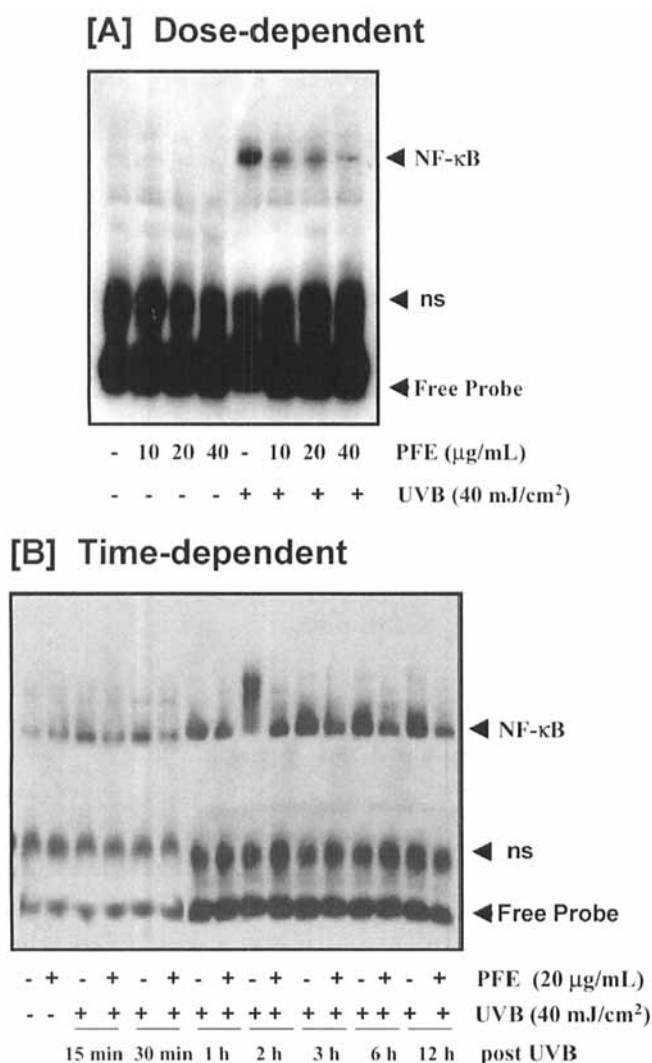 [A] Dose-dependent
NF-κB
ns
Free Probe
- 10 20 40 - 10 20 40 PFE (μg/mL)
- - - - + + + + UVB (40 mJ/cm²)
[B] Time-dependent
NF-κB
ns
Free Probe
- + - + - + - + - + - + - + - + PFE (20 μg/mL)
- - + + + + + + + + + + + + + + UVB (40 mJ/cm²)
15 min 30 min 1 h 2 h 3 h 6 h 12 h post UVB